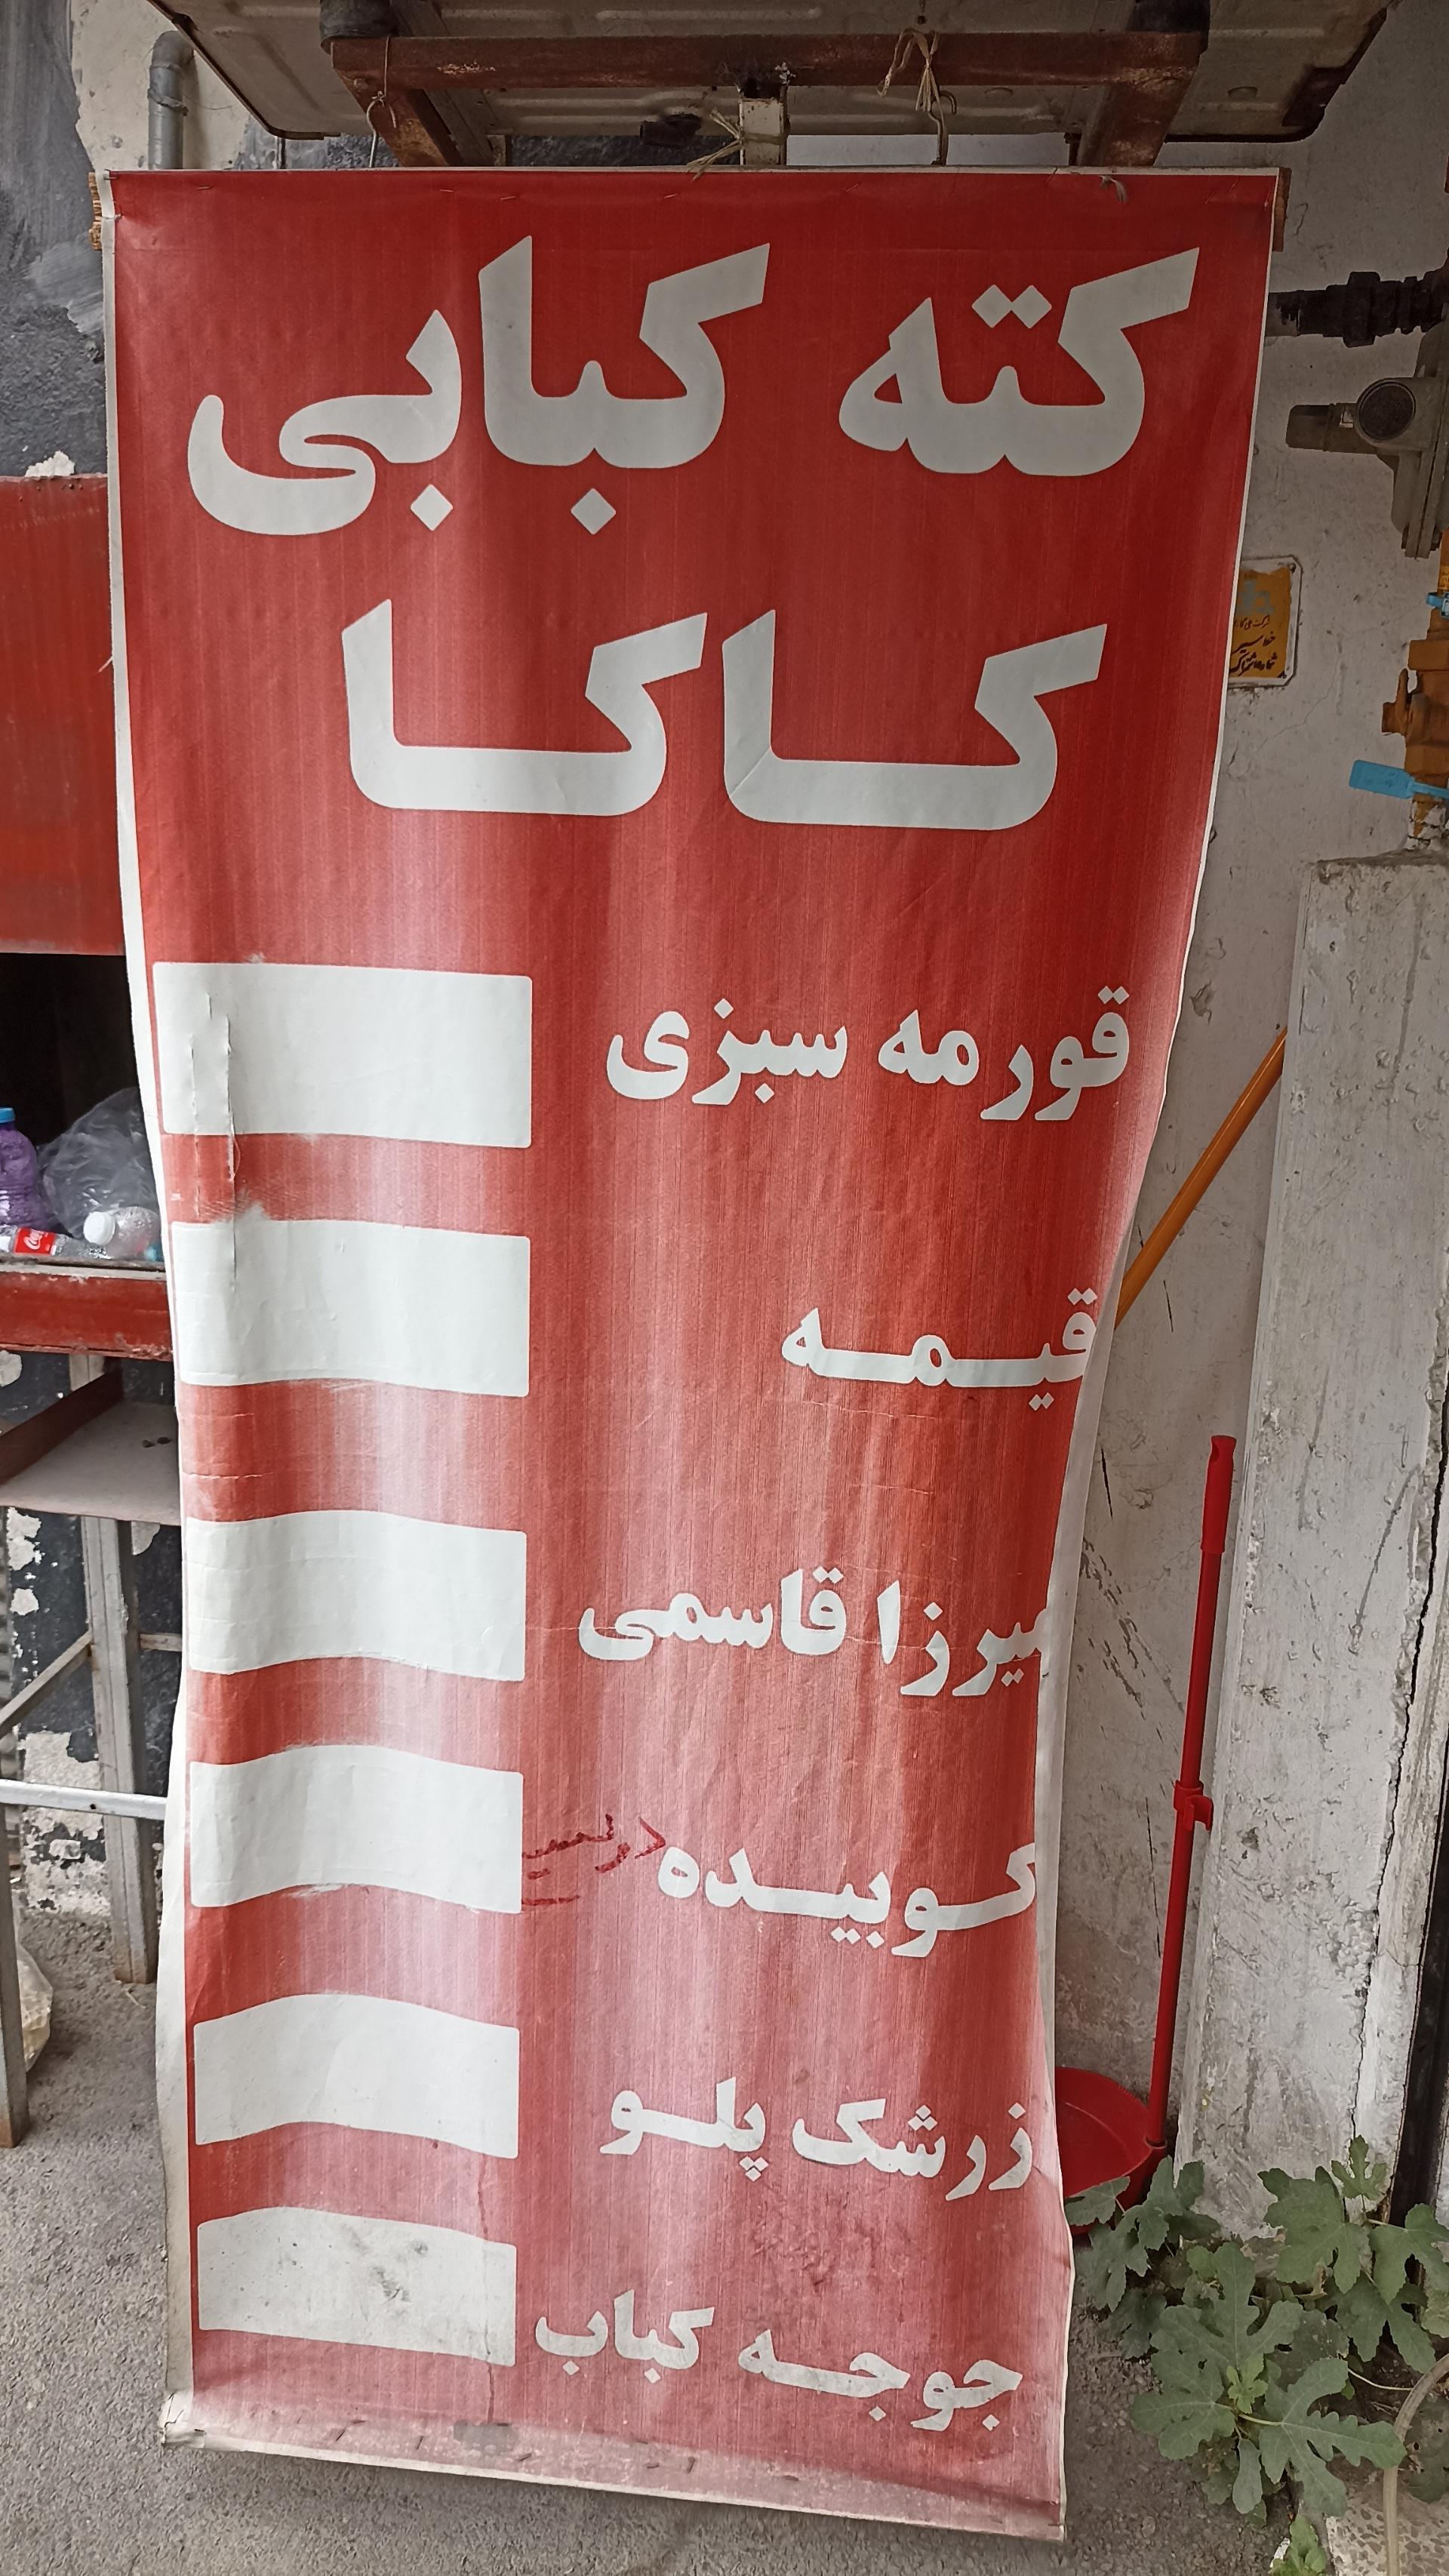 کته کبابی
کاکا
قورمه سبزی
قیمه
میرزا قاسمی
کوبیده
زرشک پلو
جوجه کباب